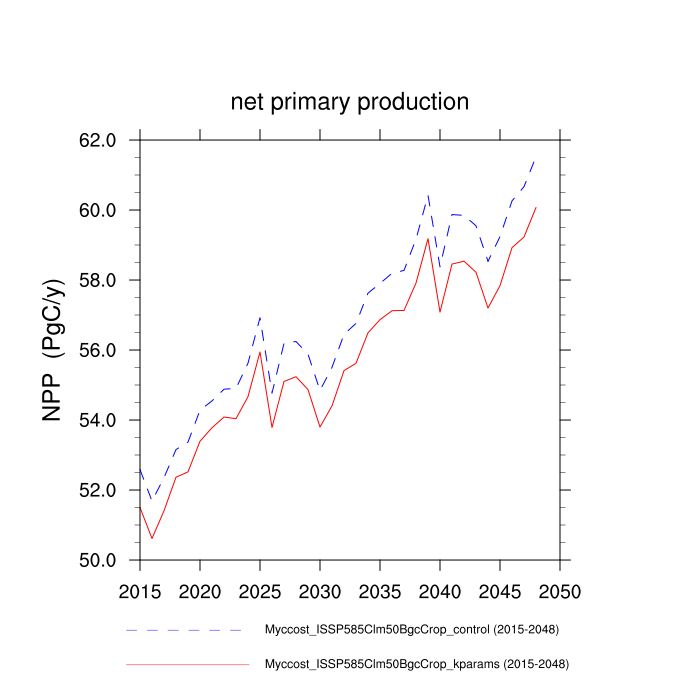 net primary production
NPP (PgC/y)
62.0
60.0
58.0
56.0
54.0
52.0
50.0
2015 2020 2025 2030 2035 2040 2045 2050
Myccost_ISSP585Clm50BgcCrop_control (2015-2048)
Myccost_ISSP585Clm50BgcCrop_kparams (2015-2048)